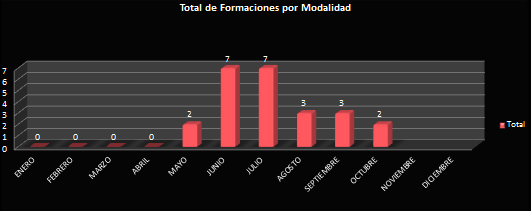 Total de Formaciones por Modalidad
7
6
5
4
3
2
1
0
0
0
0
0
2
7
7
3
3
2
ENERO
FEBRERO
MARZO
ABRIL
MAYO
JUNIO
JULIO
AGOSTO
SEPTIEMBRE
OCTUBRE
NOVIEMBRE
DICIEMBRE
Total